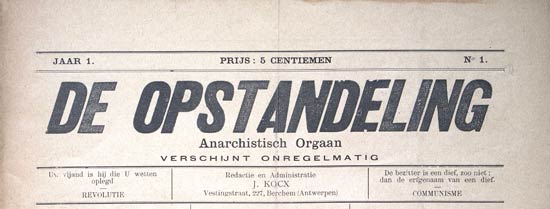 JAAR 1.
PRIJS : 5 CENTIEMEN
No 1.
DE OPSTANDELING
Anarchistisch Orgaan
VERSCHIJNT ONREGELMATIG
Uw vijand is hij die U wetten
oplegd
REVOLUTIE
Redactie en Administratie
J. KOCX
Vestingstraat, 227, Berchem (Antwerpen)
De bezitter is een dief, zoo niet;
dan de erfgenaam van een dief.
COMMUNISME